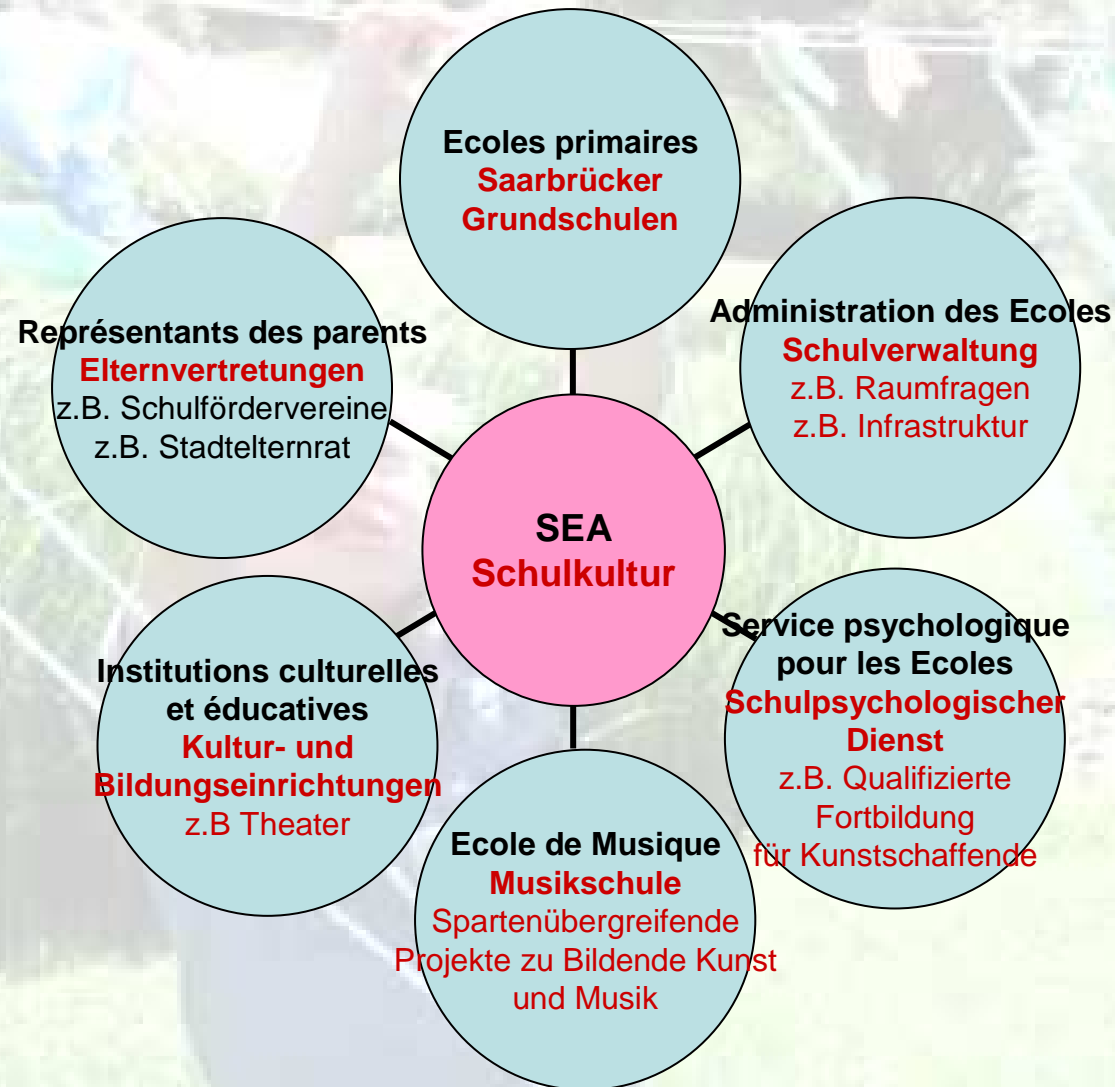 Ecoles primaires
Saarbrücker
Grundschulen
Administration des Ecoles
Schulverwaltung
z.B. Raumfragen
z.B. Infrastruktur
Représentants des parents
Elternvertretungen
z.B. Schulfördervereine
z.B. Stadtelternrat
SEA
Schulkultur
Service psychologique
pour les Ecoles
Schulpsychologischer
Dienst
z.B. Qualifizierte
Fortbildung
für Kunstschaffende
Institutions culturelles
et éducatives
Kultur- und
Bildungseinrichtungen
z.B Theater
Ecole de Musique
Musikschule
Spartenübergreifende
Projekte zu Bildende Kunst
und Musik